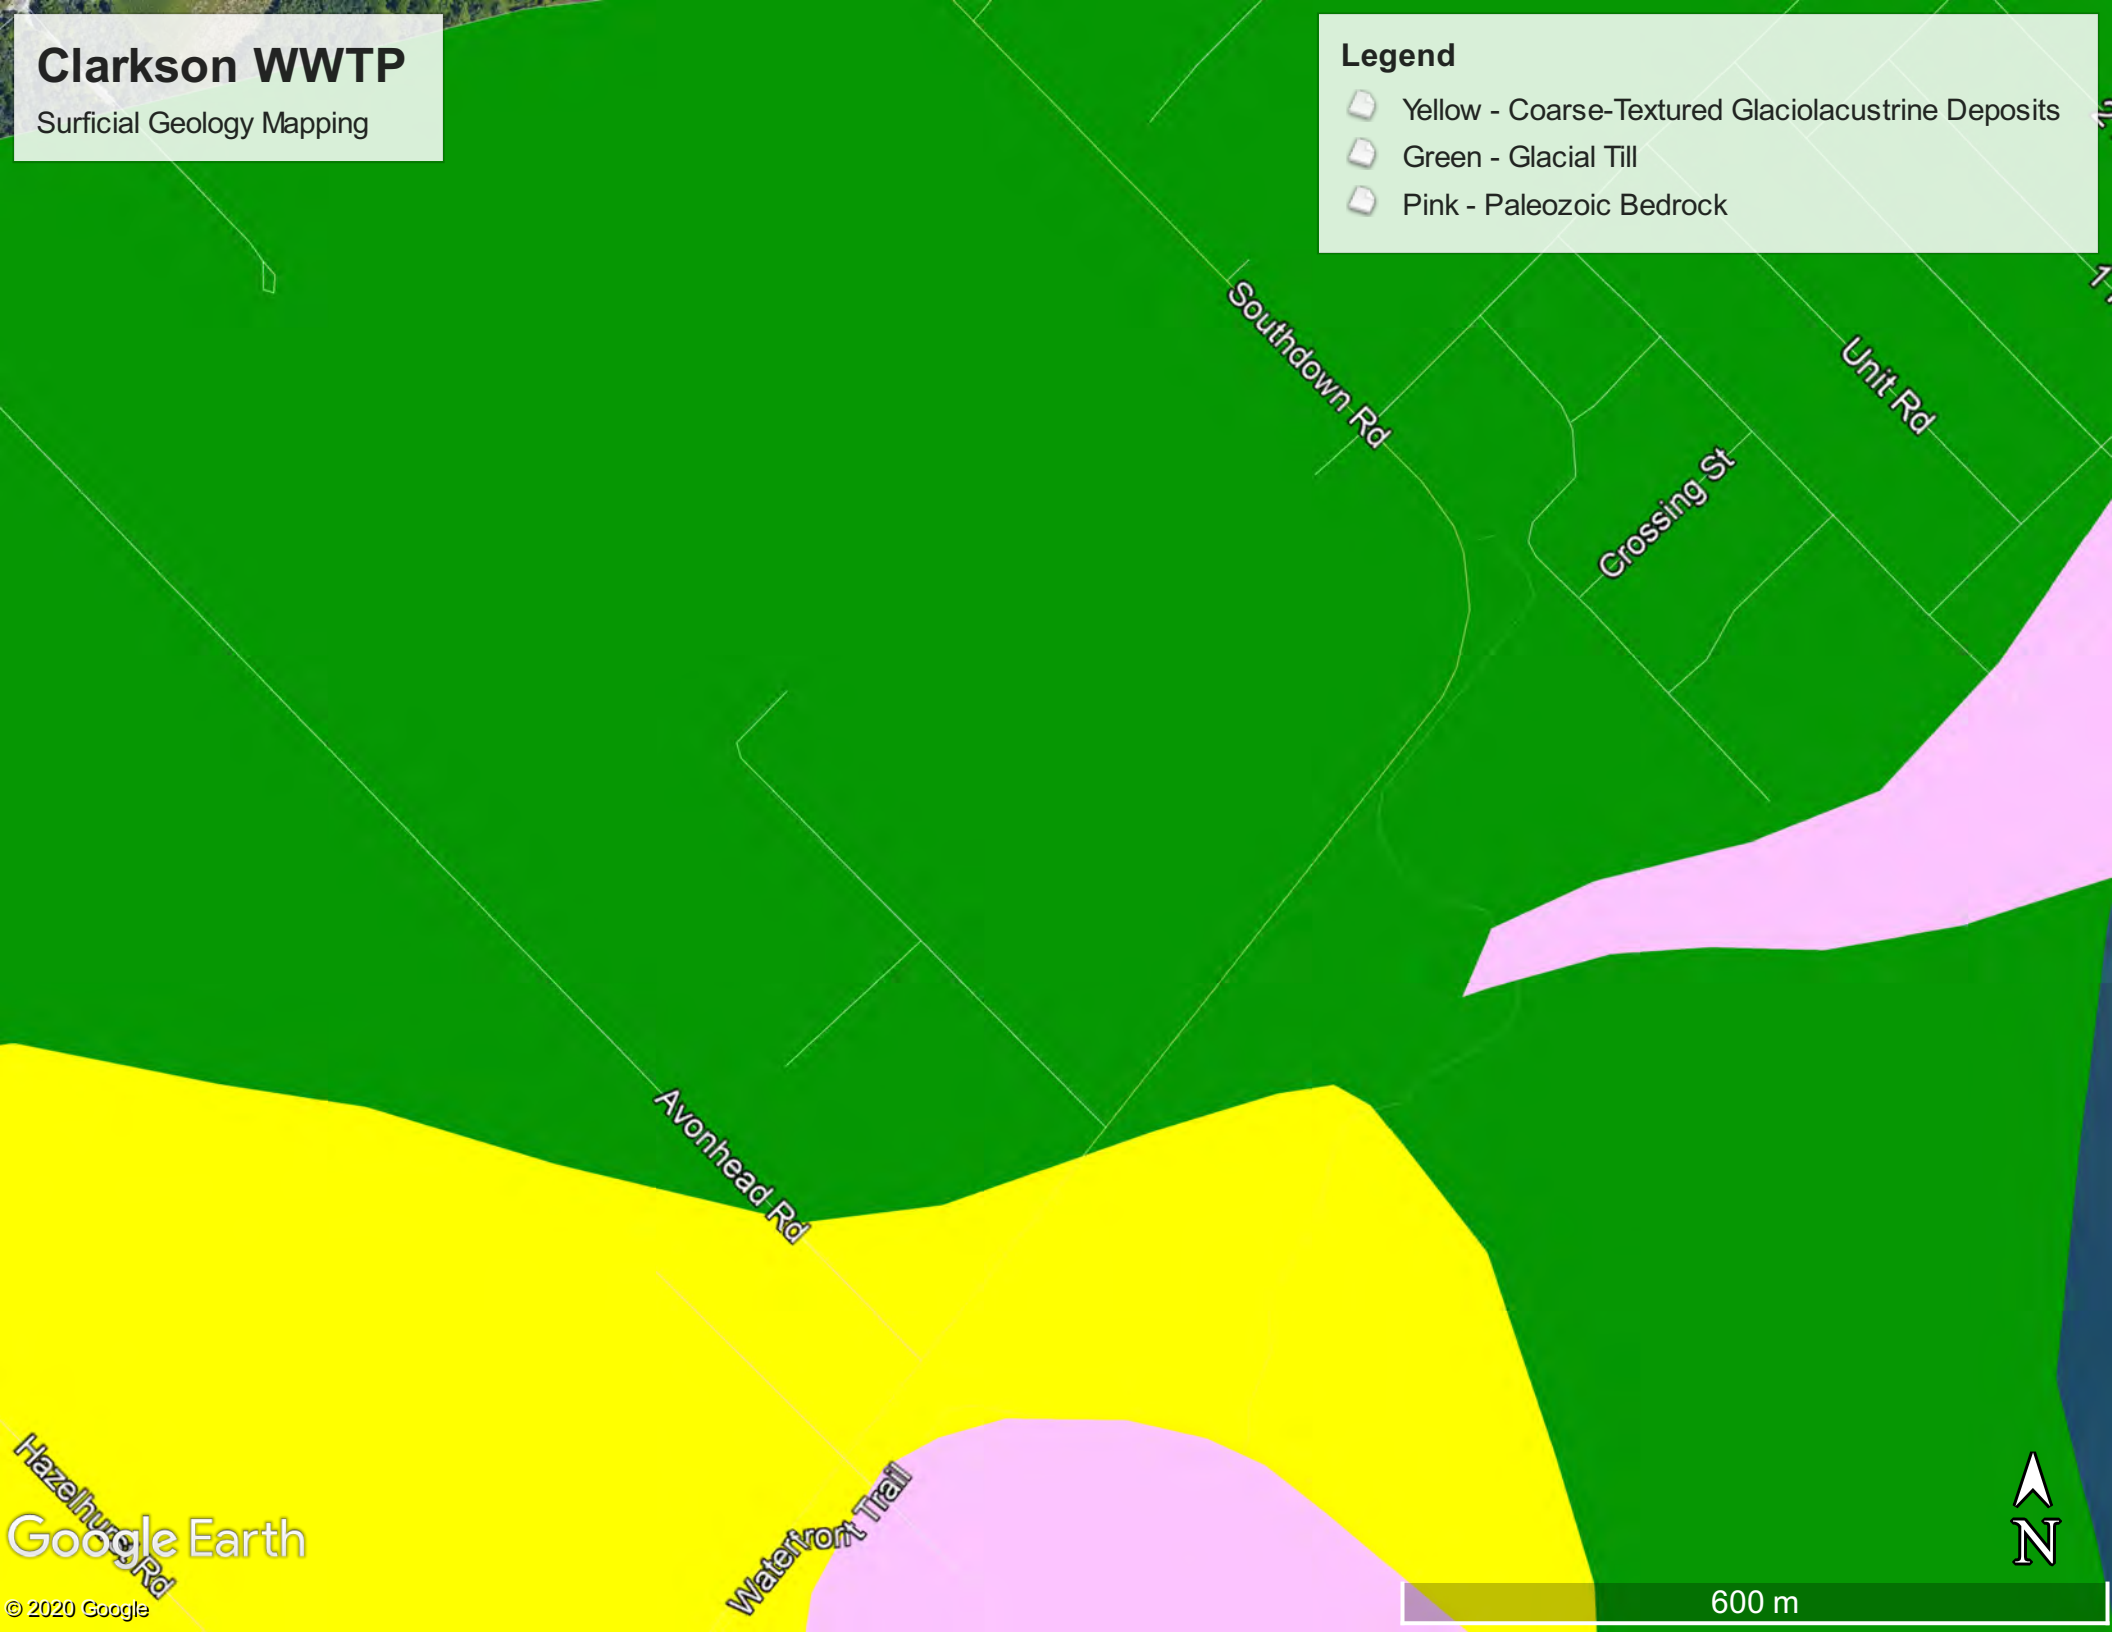 Clarkson WWTP
Surficial Geology Mapping
Legend
Yellow - Coarse-Textured Glaciolacustrine Deposits
Green - Glacial Till
Pink - Paleozoic Bedrock
Southdown Rd
Unit Rd
Crossing St
Avonhead Rd
Hazelhurst Rd
Waterfront Trail
Google Earth
© 2020 Google
N
600 m